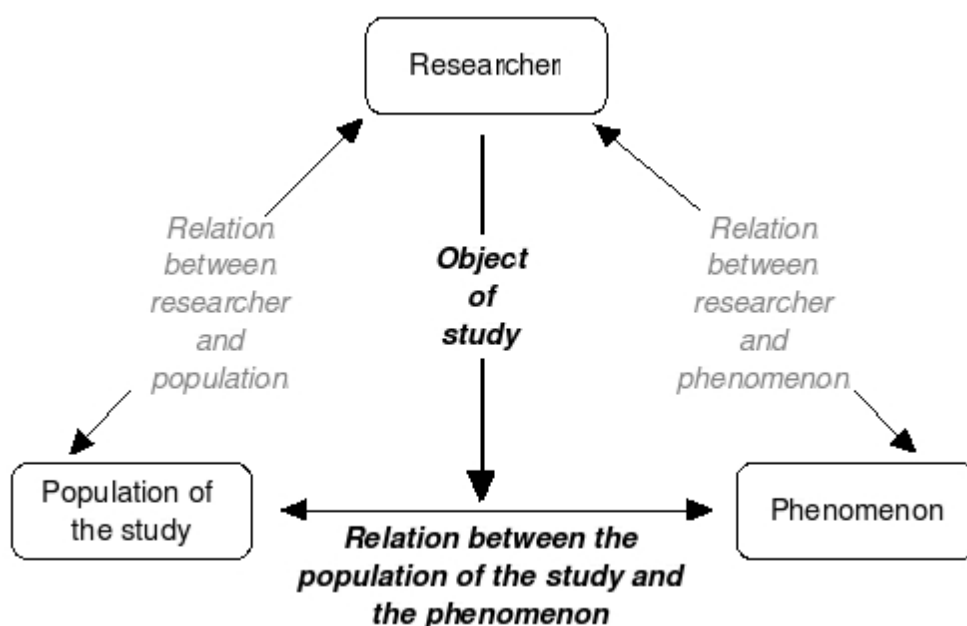 Researcher
Relation
between
researcher
and
population
Object
of
study
Relation
between
researcher
and
phenomenon
Population of
the study
Phenomenon
Relation between the
population of the study and
the phenomenon